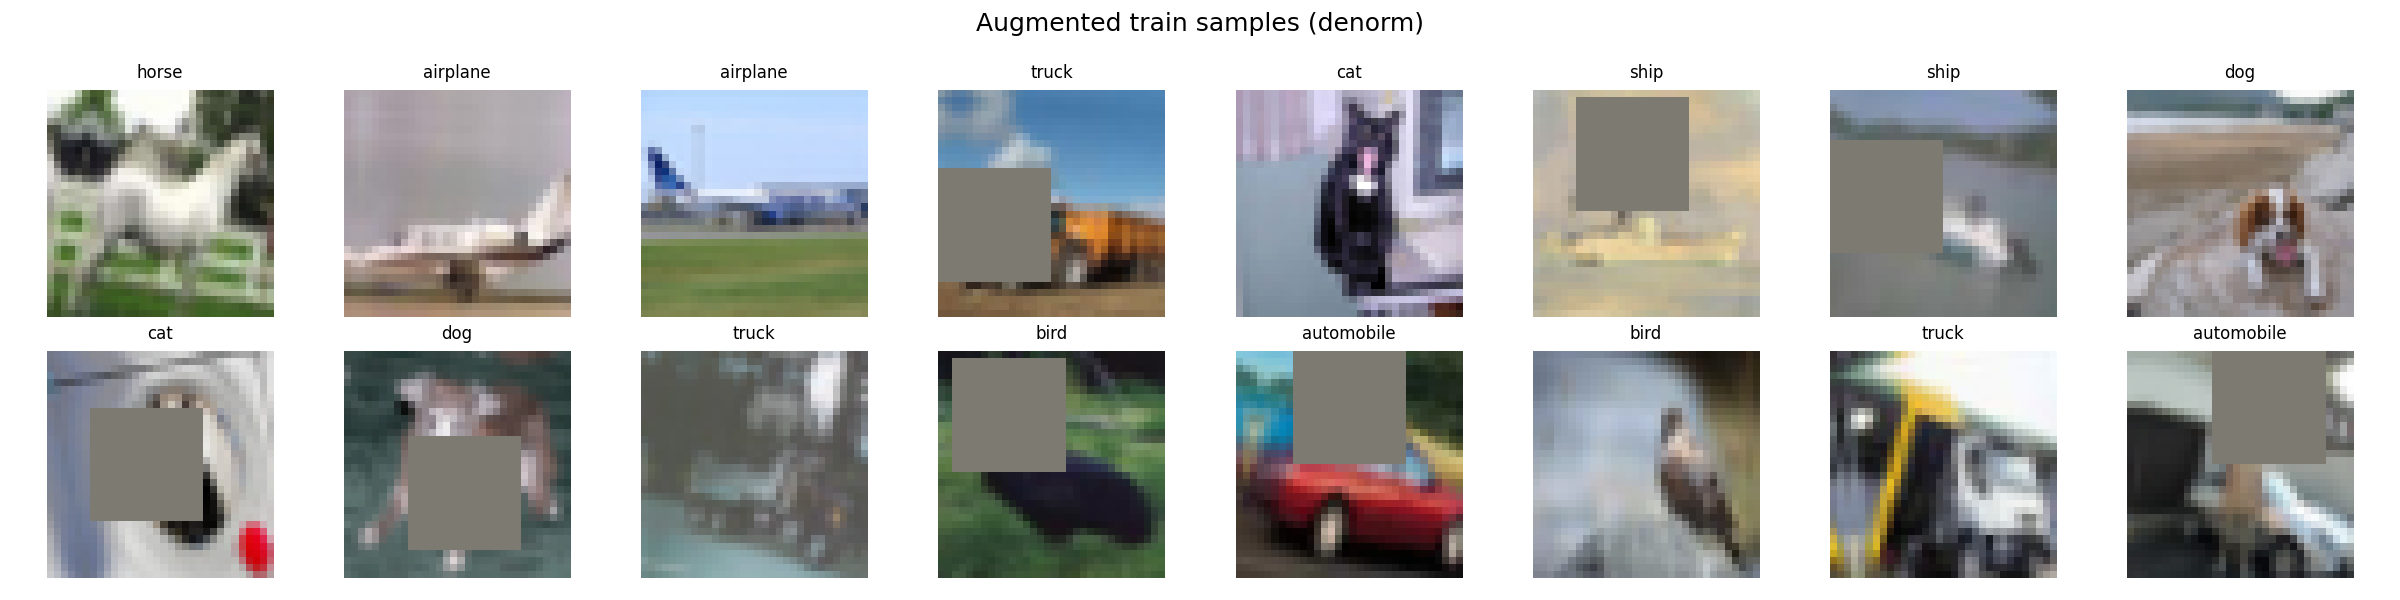 Augmented train samples (denorm)
horse airplane airplane truck cat ship ship dog
cat dog truck bird automobile bird truck automobile